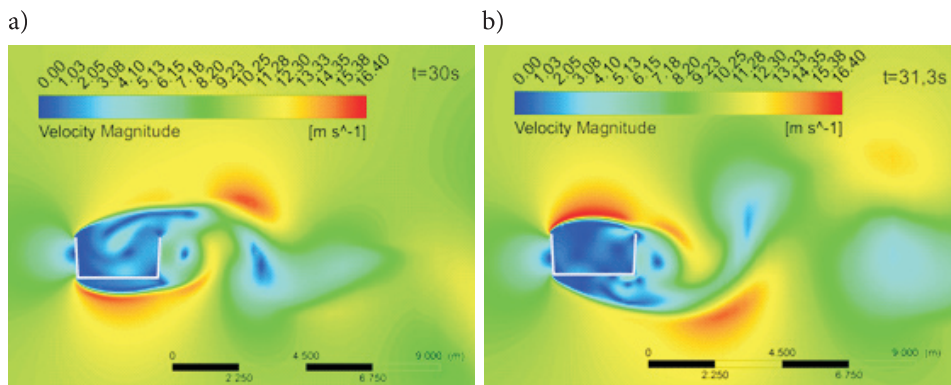 a)
0.00 1.03 2.05 3.08 4.10 5.13 6.15 7.18 8.20 9.23 10.25 11.28 12.30 13.33 14.35 15.38 16.40
t=30s
Velocity Magnitude [m s^-1]
0 4.500 9.000 (m)
2.250 6.750
b)
0.00 1.03 2.05 3.08 4.10 5.13 6.15 7.18 8.20 9.23 10.25 11.28 12.30 13.33 14.35 15.38 16.40
t=31,3s
Velocity Magnitude [m s^-1]
0 4.500 9.000 (m)
2.250 6.750